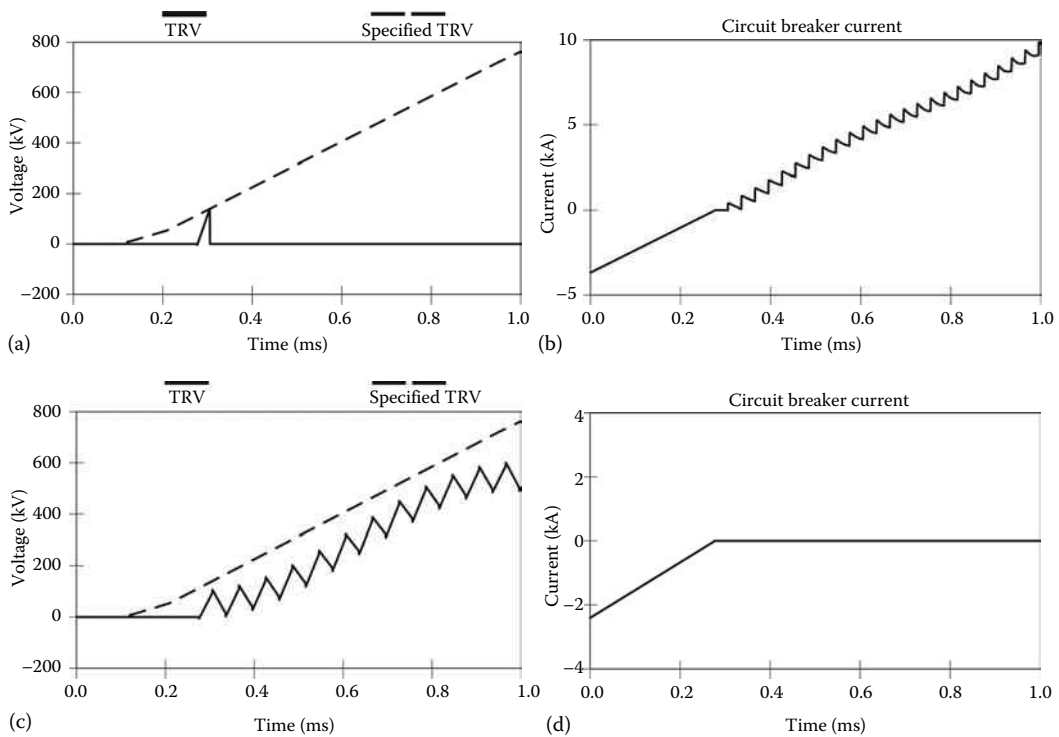 TRV Specified TRV
800
600
400
200
0
−200
Voltage (kV)
0.0 0.2 0.4 0.6 0.8 1.0
(a) Time (ms)
Circuit breaker current
10
5
0
−5
Current (kA)
0.0 0.2 0.4 0.6 0.8 1.0
(b) Time (ms)
TRV Specified TRV
800
600
400
200
0
−200
Voltage (kV)
0.0 0.2 0.4 0.6 0.8 1.0
(c) Time (ms)
Circuit breaker current
4
2
0
−2
−4
Current (kA)
0.0 0.2 0.4 0.6 0.8 1.0
(d) Time (ms)